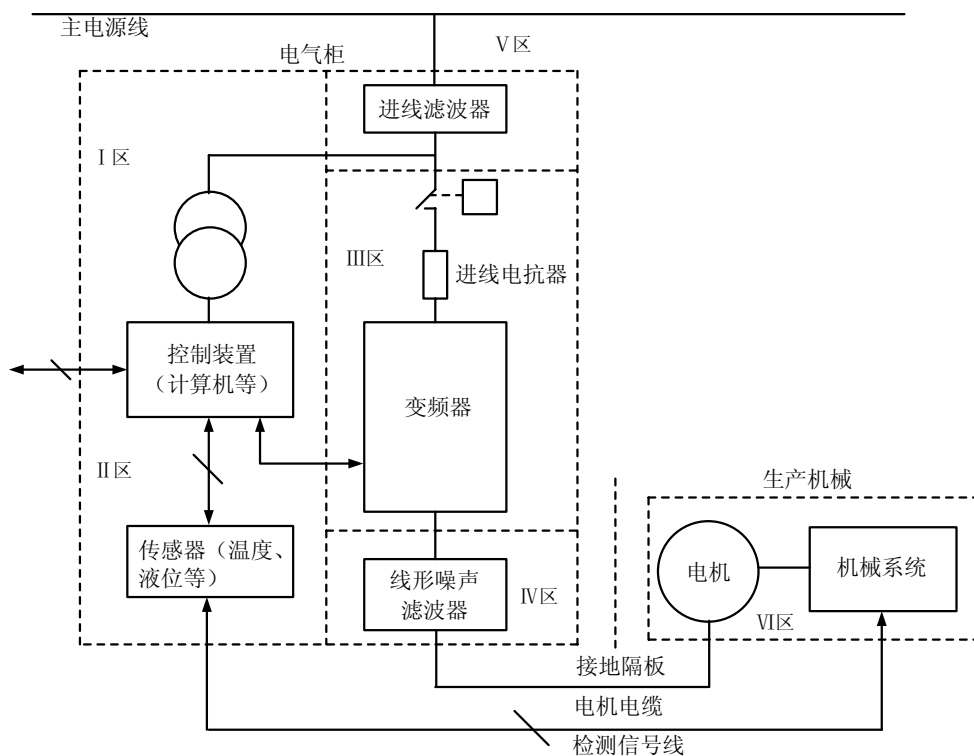 主电源线
电气柜
Ⅴ区
进线滤波器
Ⅰ区
Ⅲ区
进线电抗器
控制装置
（计算机等）
变频器
Ⅱ区
生产机械
传感器（温度、
液位等）
线形噪声
滤波器
Ⅳ区
电机
机械系统
Ⅵ区
接地隔板
电机电缆
检测信号线